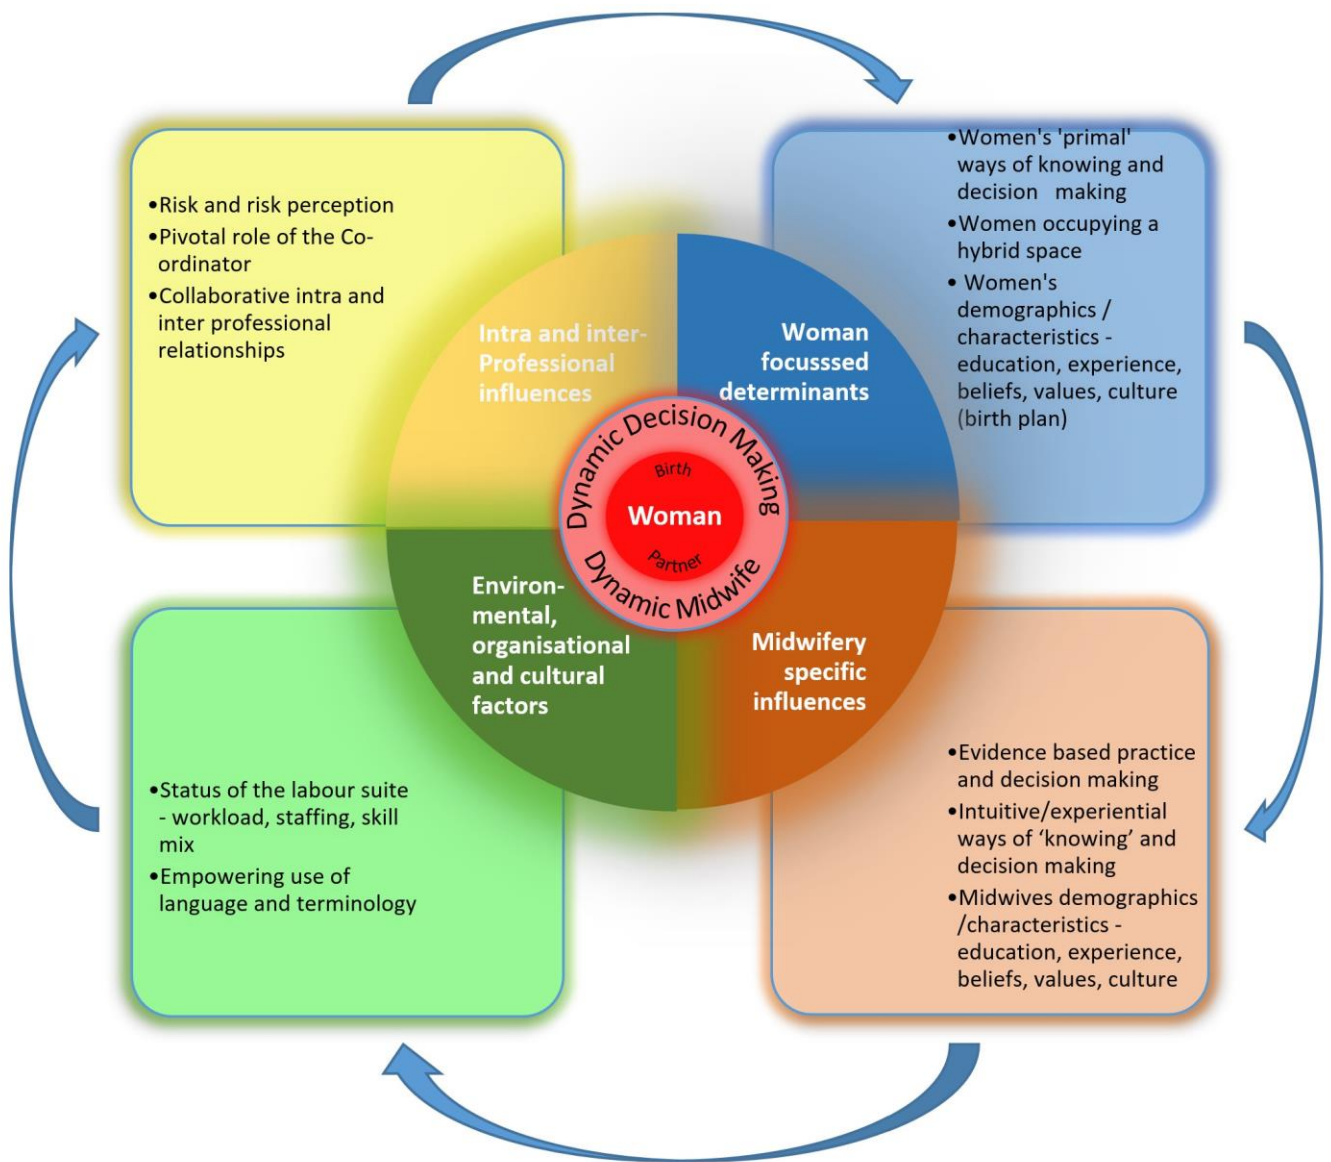 •Risk and risk perception
•Pivotal role of the Co-
ordinator
•Collaborative intra and
inter professional
relationships
•Women's 'primal'
ways of knowing and
decision making
•Women occupying a
hybrid space
• Women's
demographics /
characteristics -
education, experience,
beliefs, values, culture
(birth plan)
Intra and inter-
Professional
influences
Woman
focusssed
determinants
Dynamic Decision Making
Birth
Woman
Partner
Dynamic Midwife
Environ-
mental,
organisational
and cultural
factors
Midwifery
specific
influences
•Status of the labour suite
- workload, staffing, skill
mix
•Empowering use of
language and terminology
•Evidence based practice
and decision making
•Intuitive/experiential
ways of ‘knowing’ and
decision making
•Midwives demographics
/characteristics -
education, experience,
beliefs, values, culture